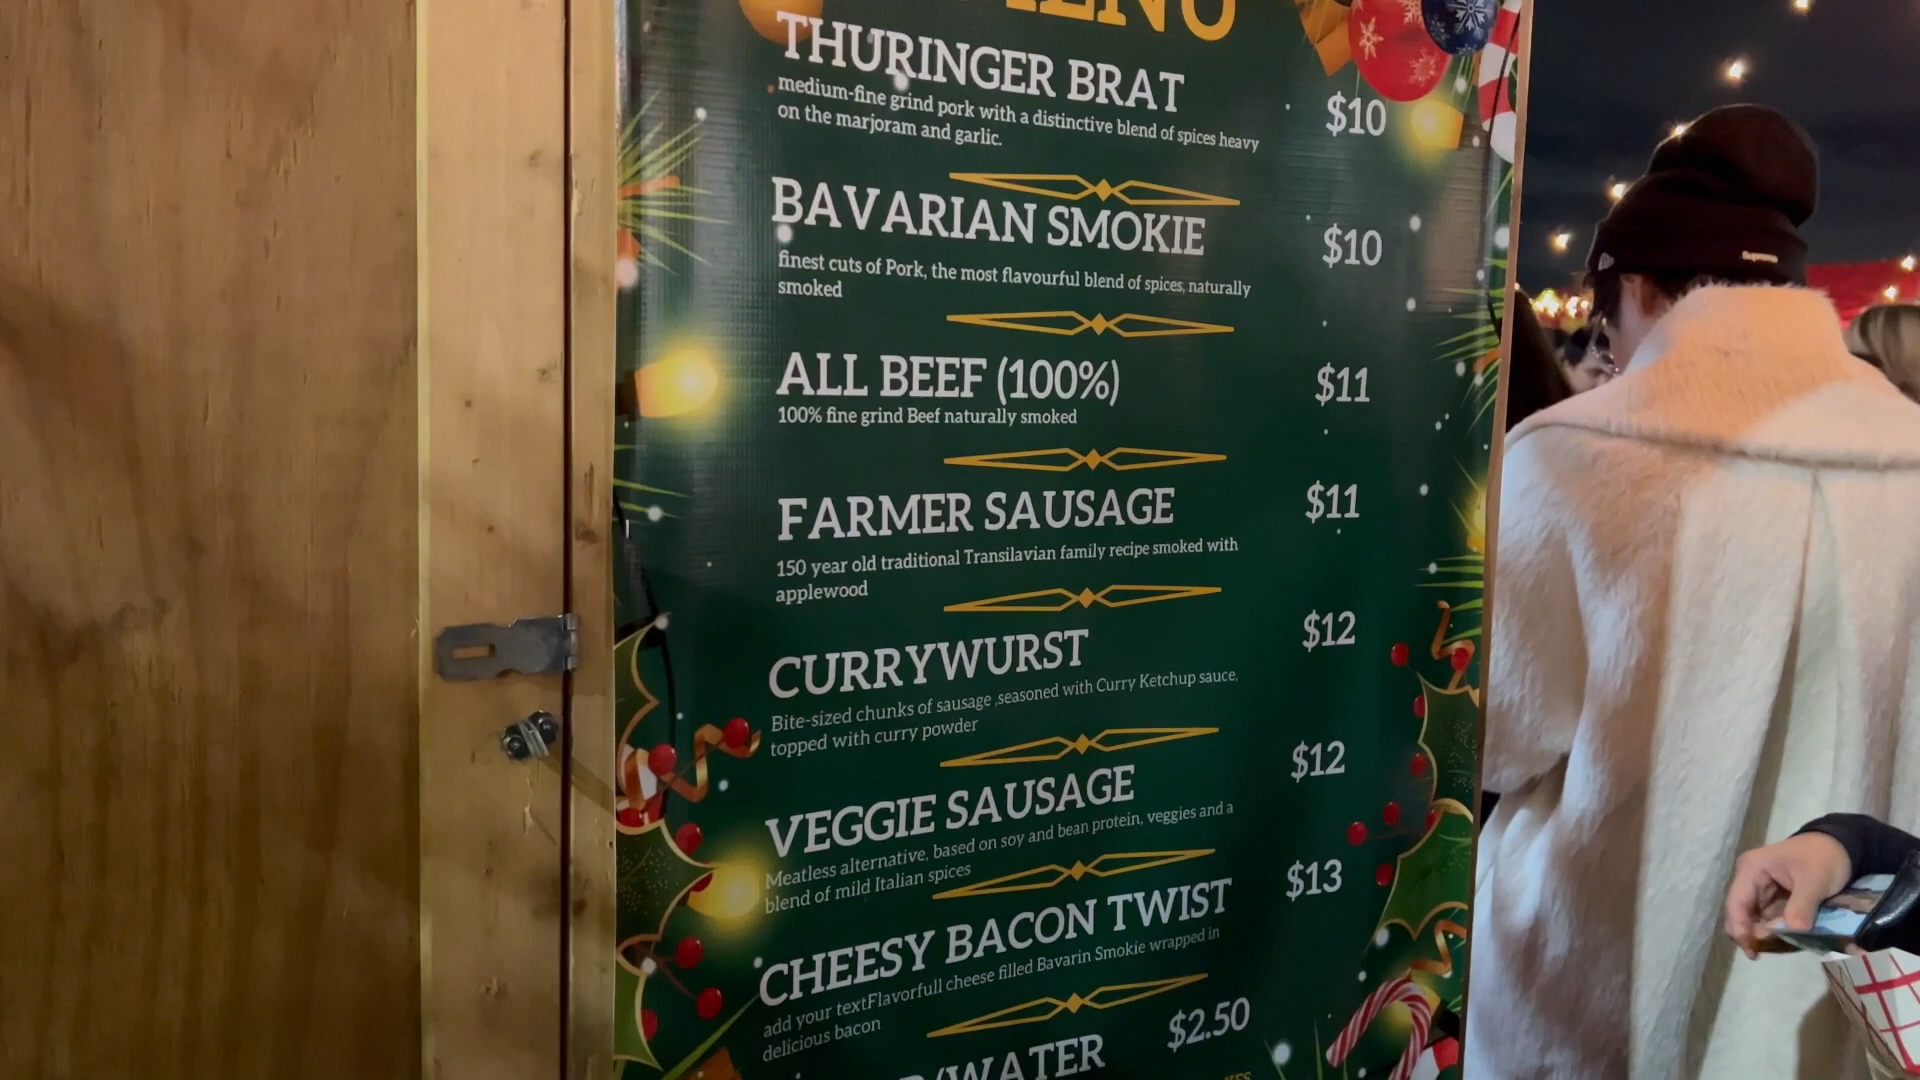 THURINGER BRAT
$10
medium-fine grind pork with a distinctive blend of spices heavy
on the marjoram and garlic.
BAVARIAN SMOKIE
$10
finest cuts of Pork, the most flavourful blend of spices, naturally
smoked
ALL BEEF (100%)
$11
100% fine grind Beef naturally smoked
FARMER SAUSAGE
$11
150 year old traditional Transilavian family recipe smoked with
applewood
CURRYWURST
$12
Bite-sized chunks of sausage ,seasoned with Curry Ketchup sauce,
topped with curry powder
VEGGIE SAUSAGE
$12
Meatless alternative, based on soy and bean protein, veggies and a
blend of mild Italian spices
CHEESY BACON TWIST
$13
add your textFlavorfull cheese filled Bavarin Smokie wrapped in
delicious bacon
/WATER
$2.50
Supreme